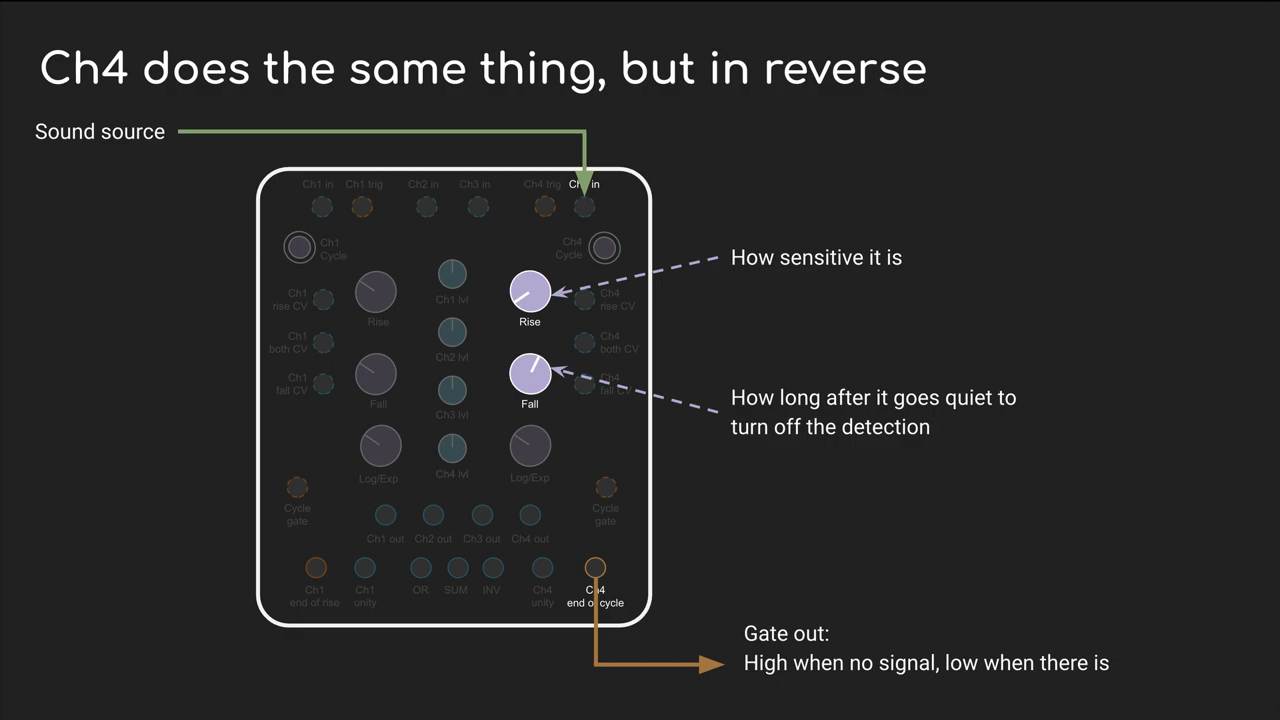 Ch4 does the same thing, but in reverse
Sound source
Ch1 in
Ch1 trig
Ch2 in
Ch3 in
Ch4 trig
in
Ch1
Cycle
Ch4
Cycle
How sensitive it is
Ch1
rise CV
Rise
Ch1 lvl
Rise
Ch4
rise CV
Ch1
both CV
Ch2 lvl
Ch4
both CV
Ch1
fall CV
Fall
Ch3 lvl
Fall
Ch4
fall CV
How long after it goes quiet to
turn off the detection
Log/Exp
Ch4 lvl
Log/Exp
Cycle
gate
Cycle
gate
Ch1 out
Ch2 out
Ch3 out
Ch4 out
Ch1
end of rise
Ch1
unity
OR
SUM
INV
Ch4
unity
Ch4
end of cycle
Gate out:
High when no signal, low when there is